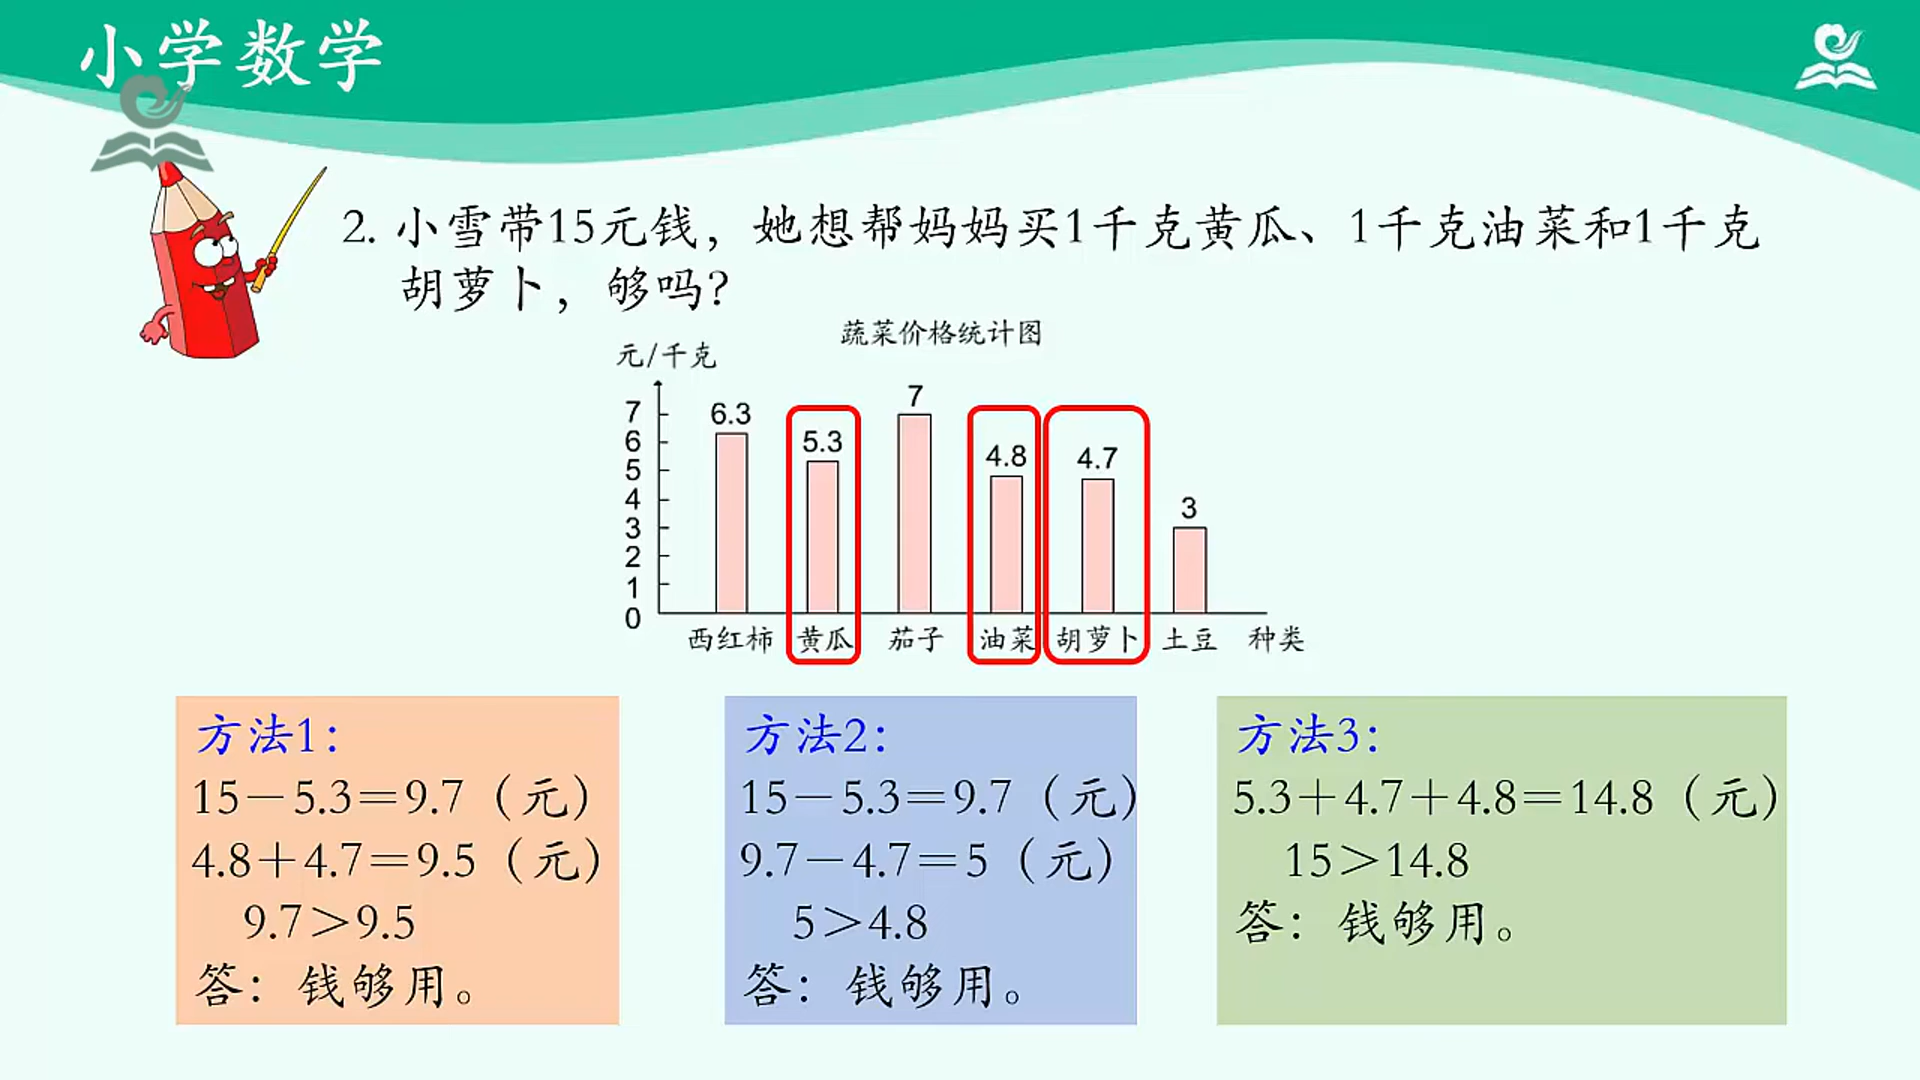 小学数学
2. 小雪带15元钱，她想帮妈妈买1千克黄瓜、1千克油菜和1千克
胡萝卜，够吗？
蔬菜价格统计图
元/千克
7
6
5
4
3
2
1
0
6.3
5.3
7
4.8
4.7
3
西红柿 黄瓜 茄子 油菜 胡萝卜 土豆 种类
方法1：
15－5.3＝9.7（元）
4.8＋4.7＝9.5（元）
9.7＞9.5
答：钱够用。
方法2：
15－5.3＝9.7（元）
9.7－4.7＝5（元）
5＞4.8
答：钱够用。
方法3：
5.3＋4.7＋4.8＝14.8（元）
15＞14.8
答：钱够用。